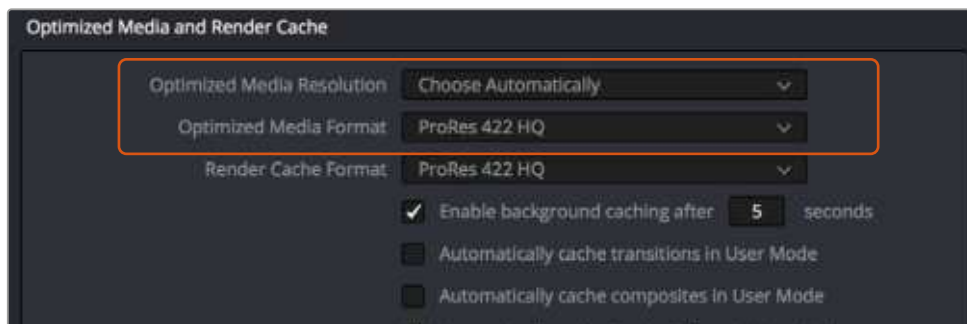 Optimized Media and Render Cache
Optimized Media Resolution Choose Automatically
Optimized Media Format ProRes 422 HQ
Render Cache Format ProRes 422 HQ
Enable background caching after 5 seconds
Automatically cache transitions in User Mode
Automatically cache composites in User Mode